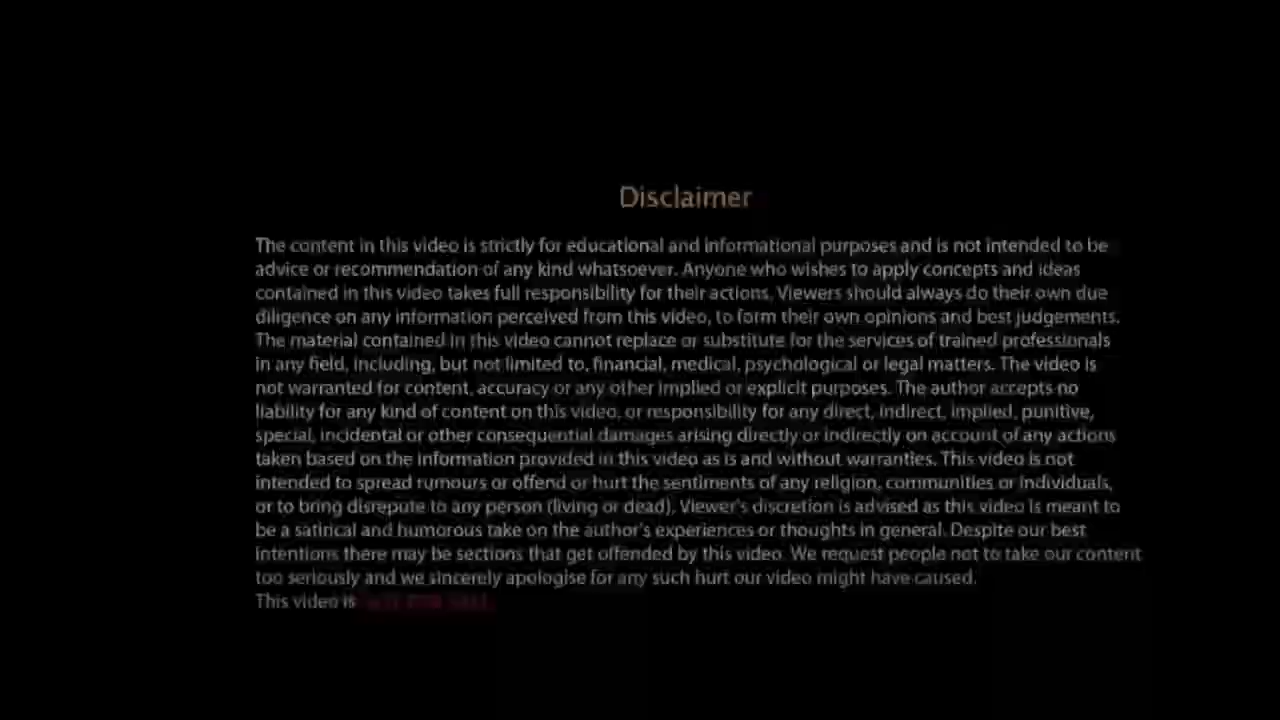 Disclaimer
The content in this video is strictly for educational and informational purposes and is not intended to be
advice or recommendation of any kind whatsoever. Anyone who wishes to apply concepts and ideas
contained in this video takes full responsibility for their actions. Viewers should always do their own due
diligence on any information perceived from this video, to form their own opinions and best judgements.
The material contained in this video cannot replace or substitute for the services of trained professionals
in any field, including, but not limited to, financial, medical, psychological or legal matters. The video is
not warranted for content, accuracy or any other implied or explicit purposes. The author accepts no
liability for any kind of content on this video, or responsibility for any direct, indirect, implied, punitive,
special, incidental or other consequential damages arising directly or indirectly on account of any actions
taken based on the information provided in this video as is and without warranties. This video is not
intended to spread rumours or offend or hurt the sentiments of any religion, communities or individuals,
or to bring disrepute to any person (living or dead). Viewer's discretion is advised as this video is meant to
be a satirical and humorous take on the author's experiences or thoughts in general. Despite our best
intentions there may be sections that get offended by this video. We request people not to take our content
too seriously and we sincerely apologise for any such hurt our video might have caused.
This video is